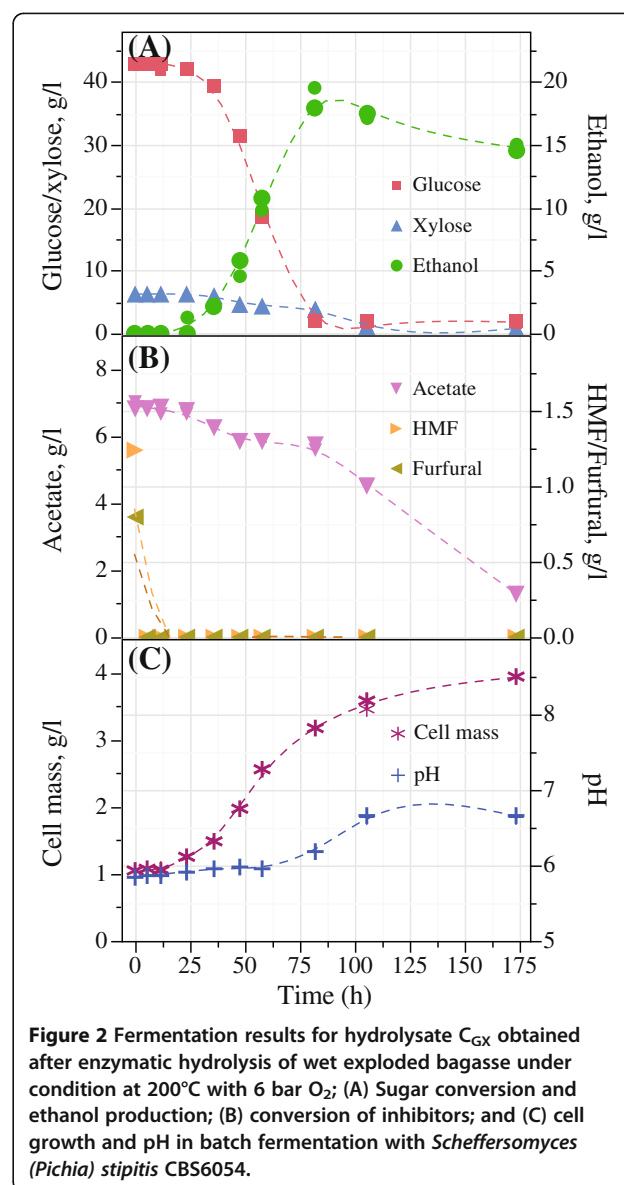 (A)
Glucose/xylose, g/l
40
30
20
10
0
Ethanol, g/l
20
15
10
5
0
Glucose
Xylose
Ethanol
(B)
Acetate, g/l
8
6
4
2
0
HMF/Furfural, g/l
1.5
1.0
0.5
0.0
Acetate
HMF
Furfural
(C)
Cell mass, g/l
4
3
2
1
0
pH
8
7
6
5
Cell mass
pH
0 25 50 75 100 125 150 175
Time (h)
Figure 2 Fermentation results for hydrolysate C_GX obtained
after enzymatic hydrolysis of wet exploded bagasse under
condition at 200°C with 6 bar O₂; (A) Sugar conversion and
ethanol production; (B) conversion of inhibitors; and (C) cell
growth and pH in batch fermentation with Scheffersomyces
(Pichia) stipitis CBS6054.